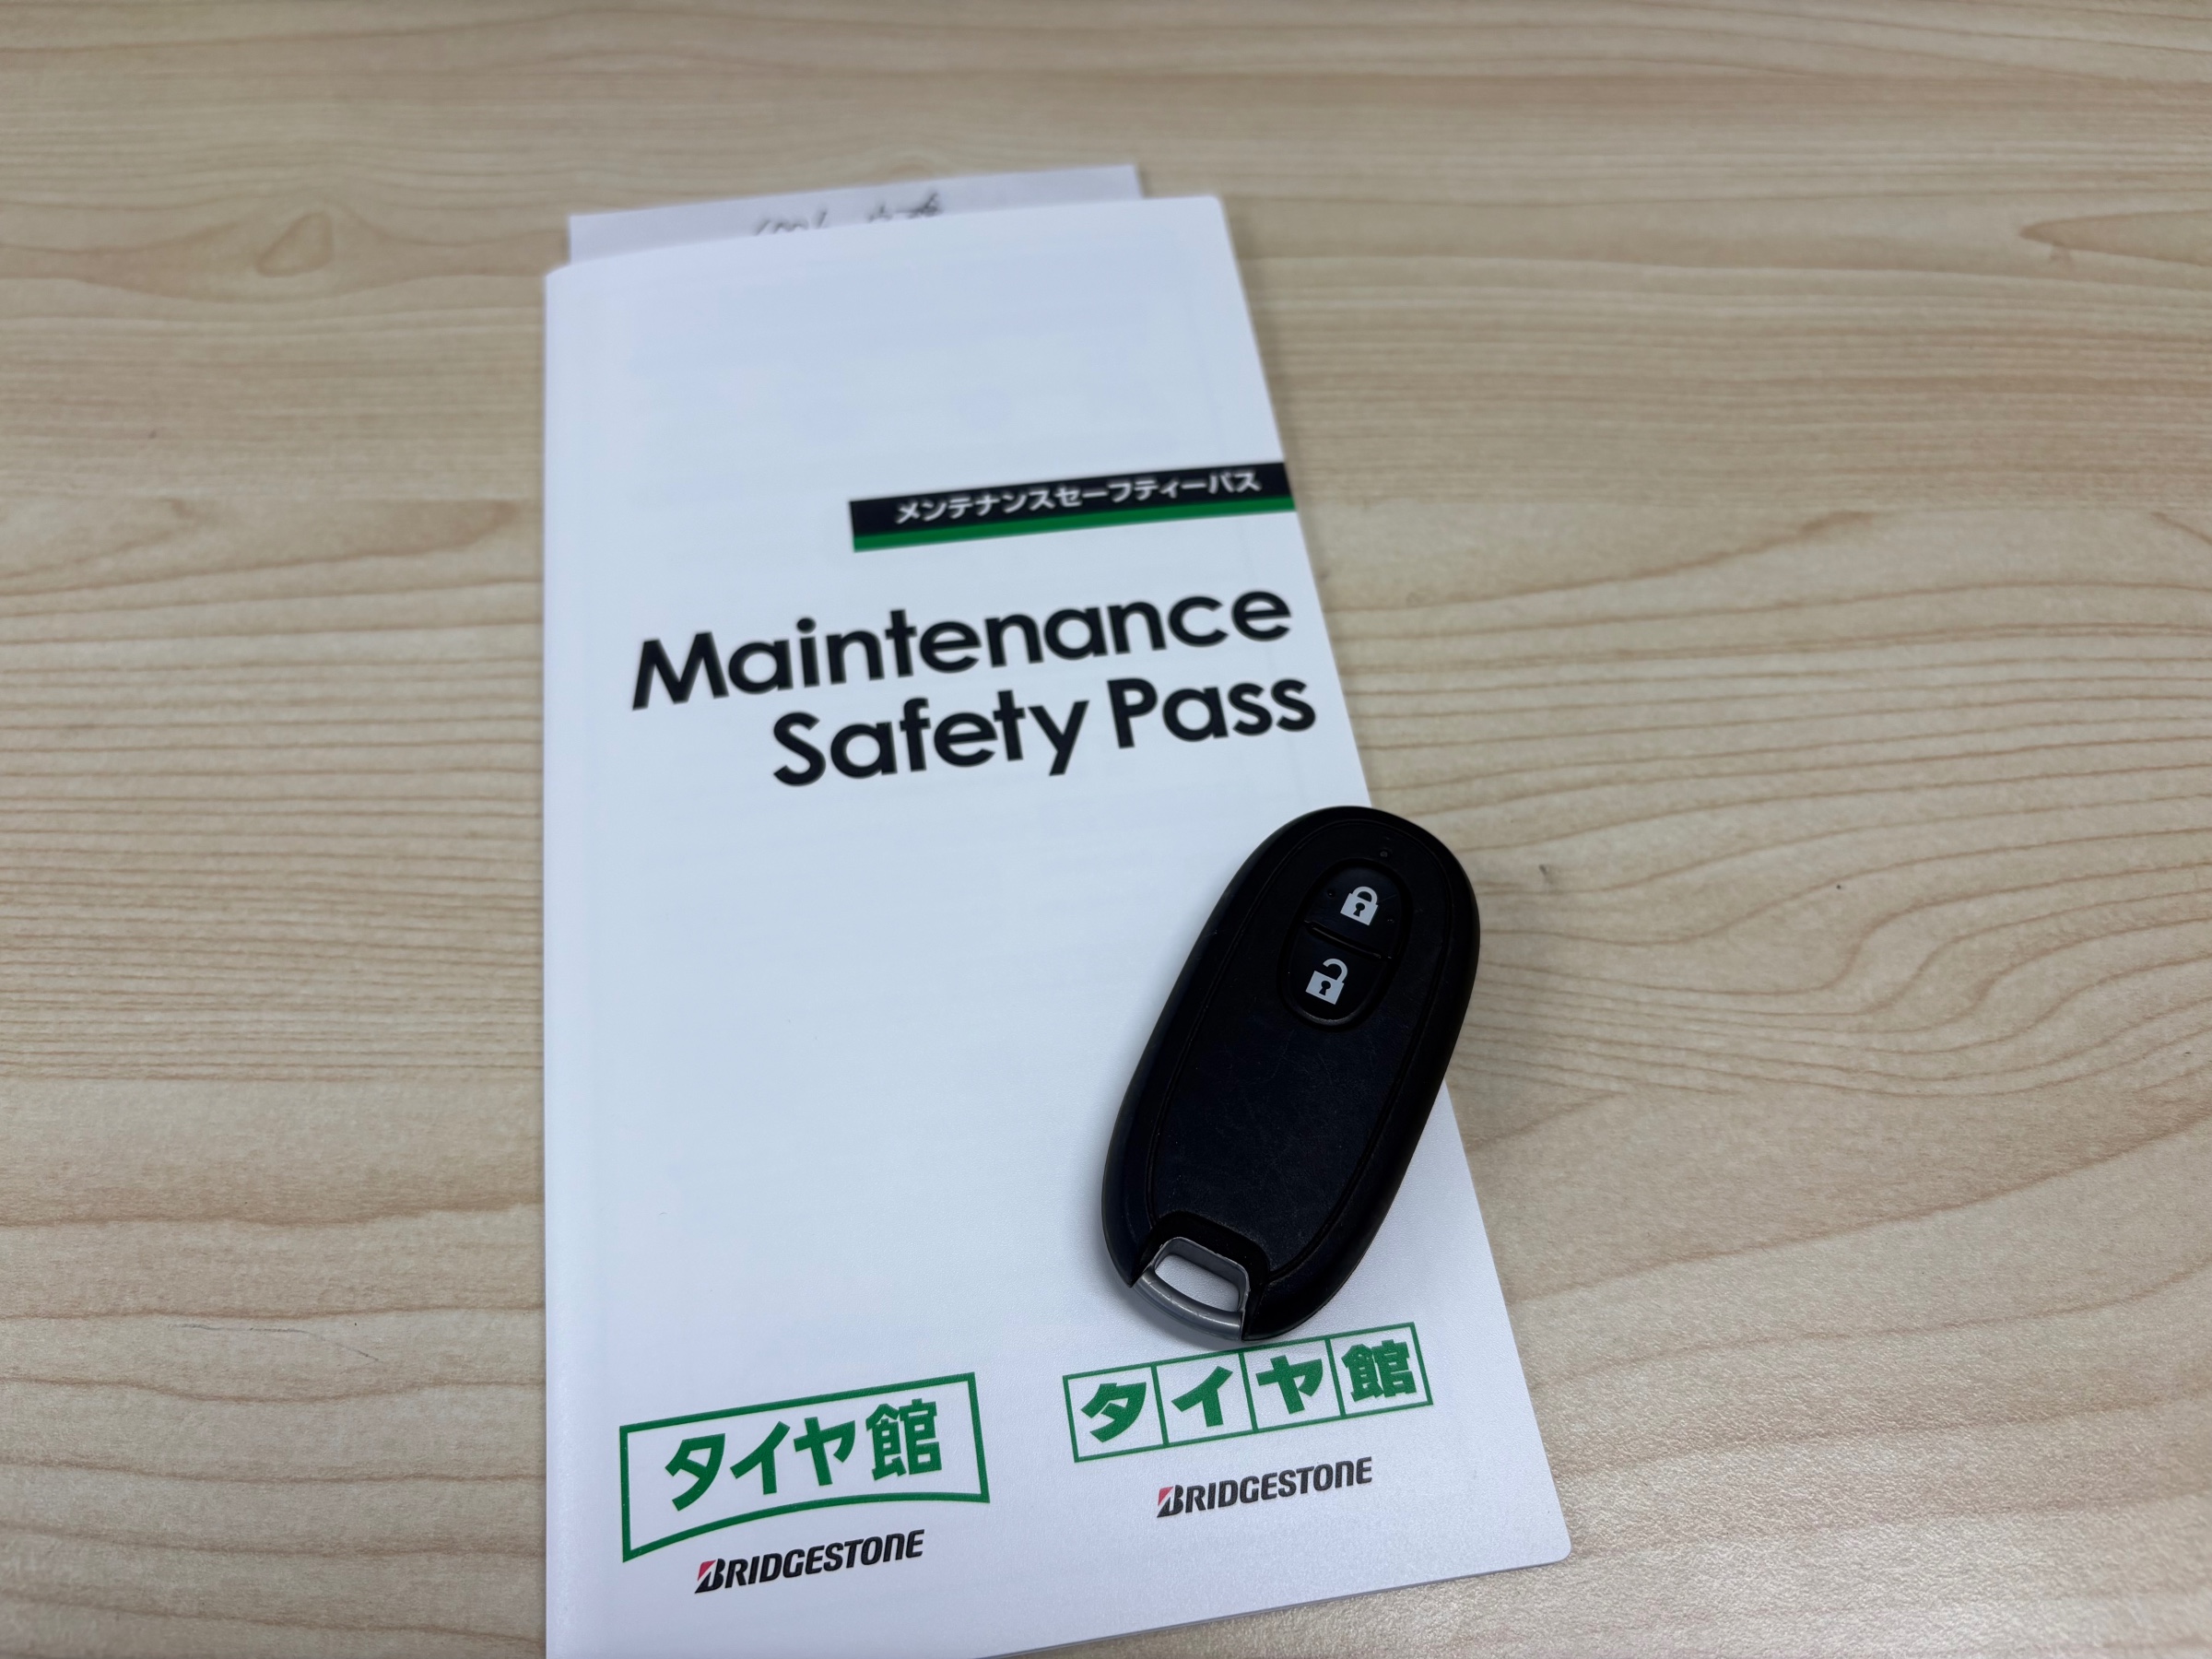 メンテナンスセーフティーパス
Maintenance
Safety Pass
タイヤ館
BRIDGESTONE
タイヤ館
BRIDGESTONE